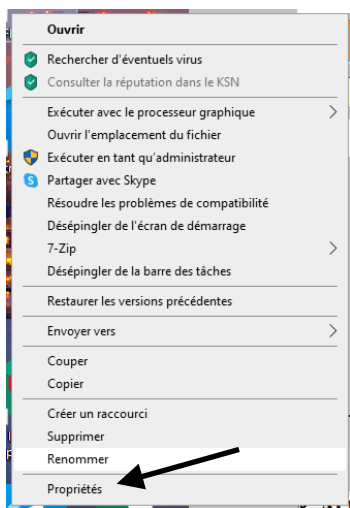 Ouvrir
Rechercher d'éventuels virus
Consulter la réputation dans le KSN
Exécuter avec le processeur graphique
Ouvrir l'emplacement du fichier
Exécuter en tant qu'administrateur
Partager avec Skype
Résoudre les problèmes de compatibilité
Désépingler de l'écran de démarrage
7-Zip
Désépingler de la barre des tâches
Restaurer les versions précédentes
Envoyer vers
Couper
Copier
Créer un raccourci
Supprimer
Renommer
Propriétés